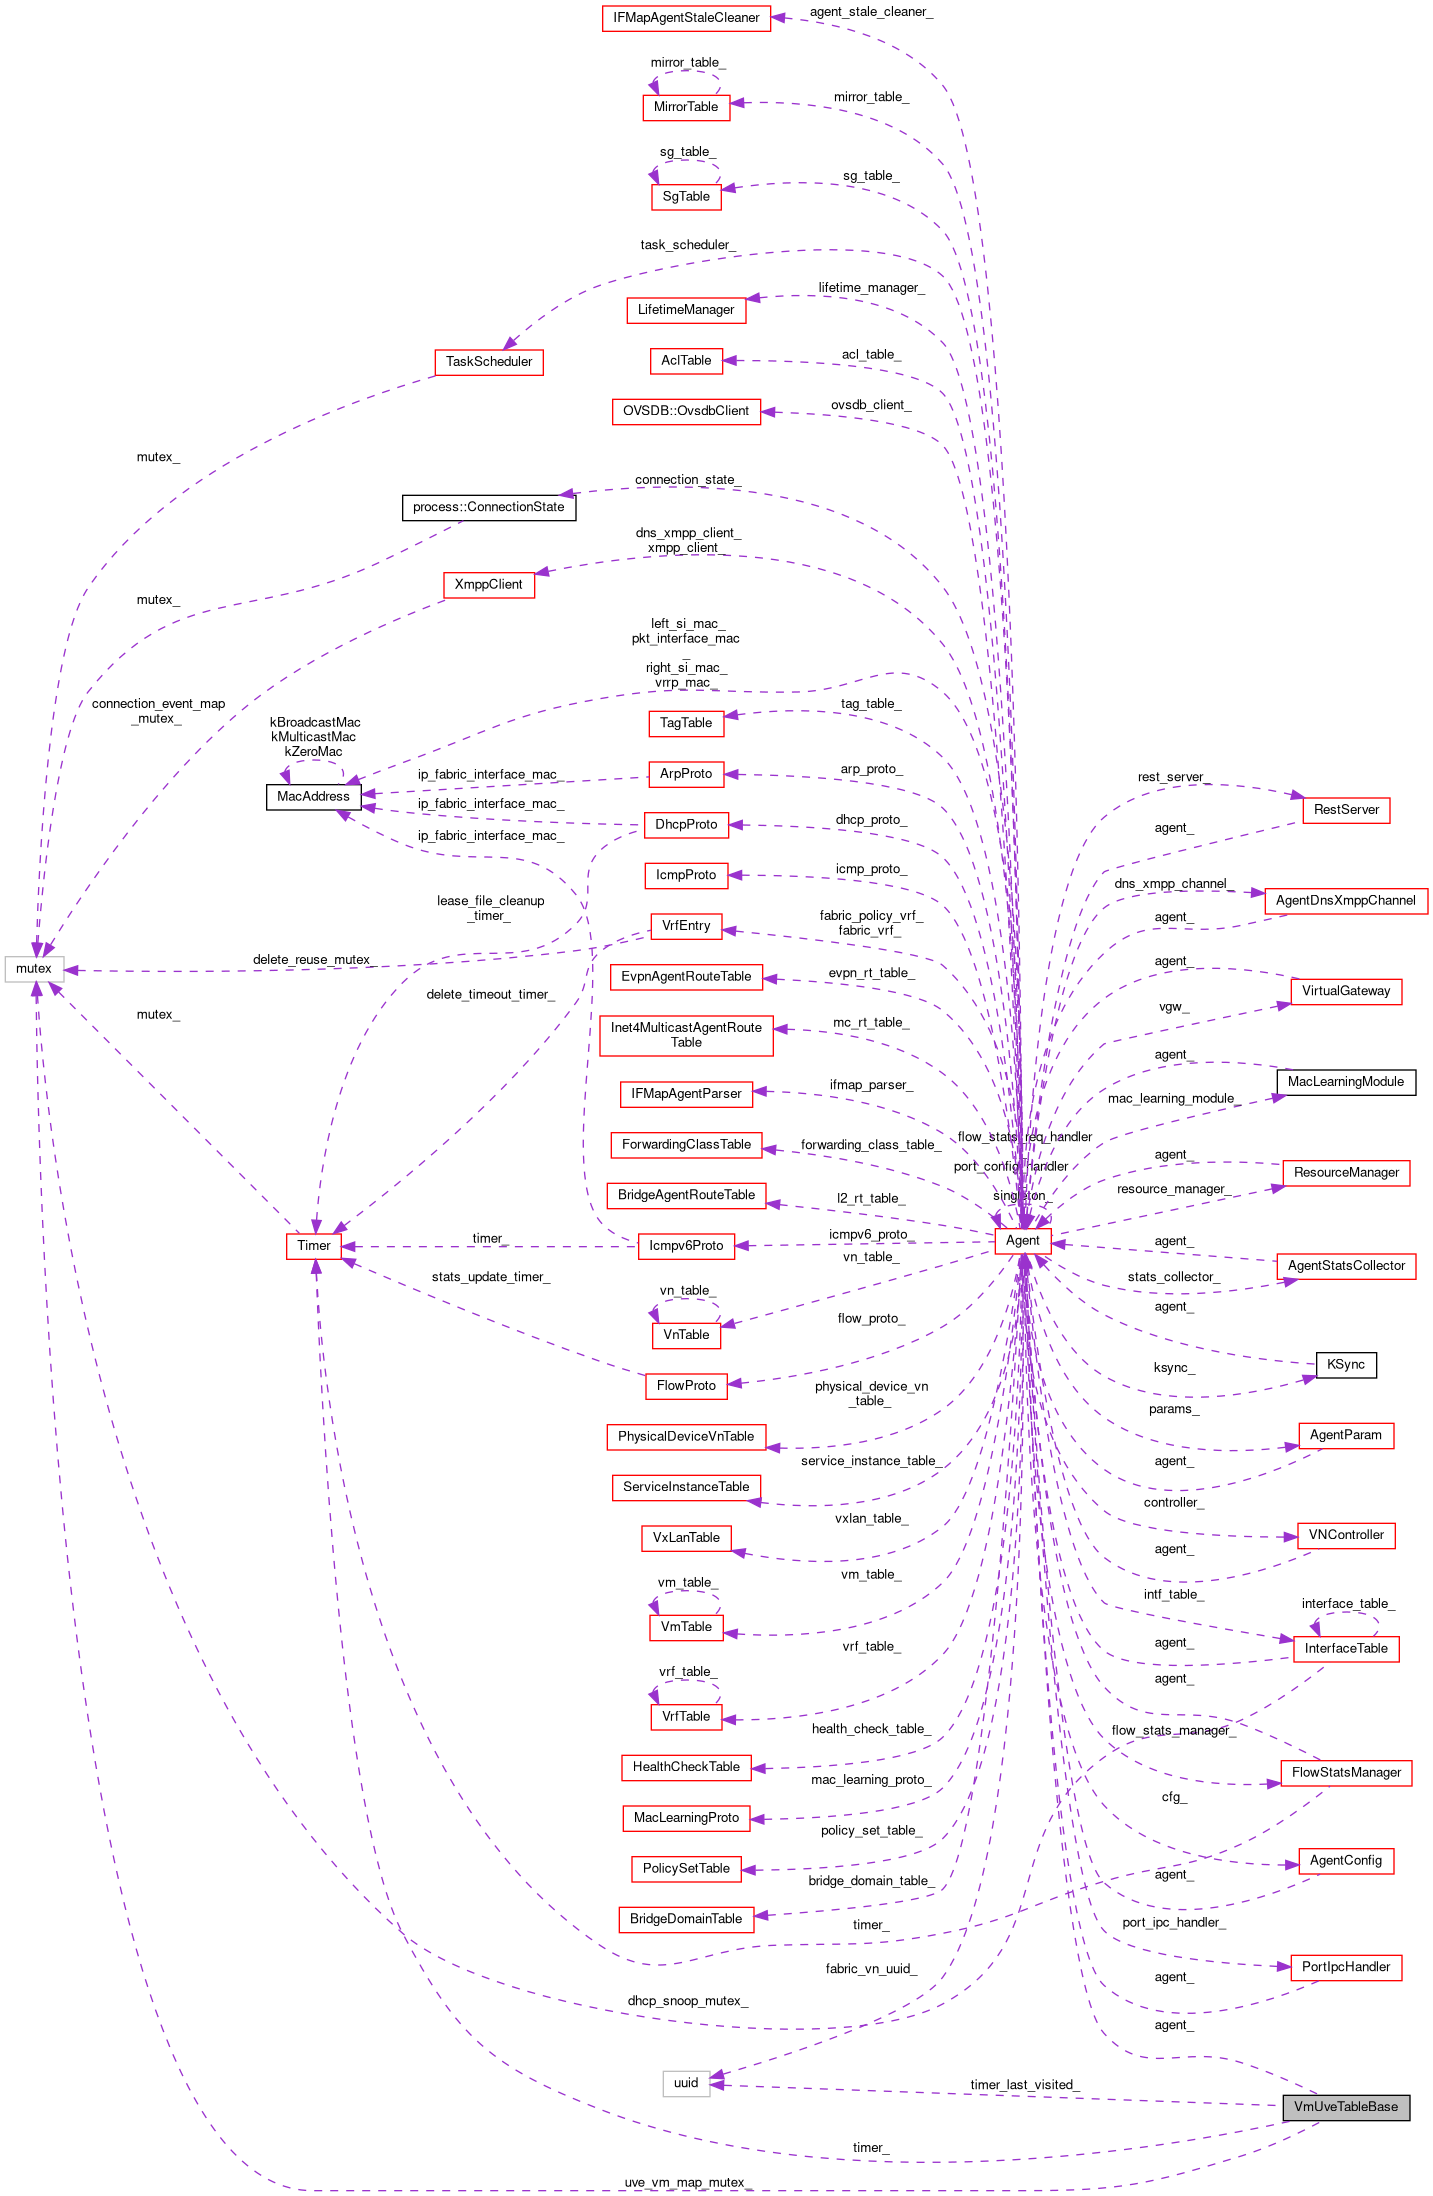 agent_stale_cleaner_
IFMapAgentStaleCleaner
mirror_table_
mirror_table_
MirrorTable
sg_table_
sg_table_
SgTable
task_scheduler_
lifetime_manager_
LifetimeManager
acl_table_
TaskScheduler
AclTable
ovsdb_client_
OVSDB::OvsdbClient
mutex_
connection_state_
process::ConnectionState
dns_xmpp_client_
xmpp_client_
XmppClient
mutex_
left_si_mac_
pkt_interface_mac
_
right_si_mac_
vrrp_mac_
connection_event_map
_mutex_
tag_table_
TagTable
kBroadcastMac
kMulticastMac
kZeroMac
arp_proto_
ip_fabric_interface_mac_
ArpProto
rest_server_
MacAddress
ip_fabric_interface_mac_
dhcp_proto_
DhcpProto
RestServer
agent_
ip_fabric_interface_mac_
icmp_proto_
IcmpProto
dns_xmpp_channel_
lease_file_cleanup
_timer_
AgentDnsXmppChannel
fabric_policy_vrf_
fabric_vrf_
VrfEntry
agent_
delete_reuse_mutex_
mutex
agent_
evpn_rt_table_
EvpnAgentRouteTable
VirtualGateway
delete_timeout_timer_
vgw_
mutex_
mc_rt_table_
Inet4MulticastAgentRoute
Table
agent_
MacLearningModule
ifmap_parser_
IFMapAgentParser
mac_learning_module_
flow_stats_req_handler
forwarding_class_table_
ForwardingClassTable
agent_
port_config_handler
ResourceManager
resource_manager_
l2_rt_table_
BridgeAgentRouteTable
singleton_
icmpv6_proto_
timer_
Icmpv6Proto
Timer
Agent
agent_
vn_table_
AgentStatsCollector
stats_collector_
stats_update_timer_
vn_table_
agent_
flow_proto_
VnTable
KSync
ksync_
FlowProto
physical_device_vn
_table_
params_
PhysicalDeviceVnTable
AgentParam
agent_
service_instance_table_
ServiceInstanceTable
controller_
vxlan_table_
VxLanTable
VNController
agent_
vm_table_
vm_table_
intf_table_
interface_table_
VmTable
agent_
InterfaceTable
vrf_table_
vrf_table_
agent_
VrfTable
health_check_table_
flow_stats_manager_
HealthCheckTable
FlowStatsManager
mac_learning_proto_
cfg_
MacLearningProto
policy_set_table_
PolicySetTable
AgentConfig
agent_
bridge_domain_table_
BridgeDomainTable
timer_
port_ipc_handler_
fabric_vn_uuid_
PortIpcHandler
agent_
dhcp_snoop_mutex_
agent_
uuid
timer_last_visited_
VmUveTableBase
timer_
uve_vm_map_mutex_